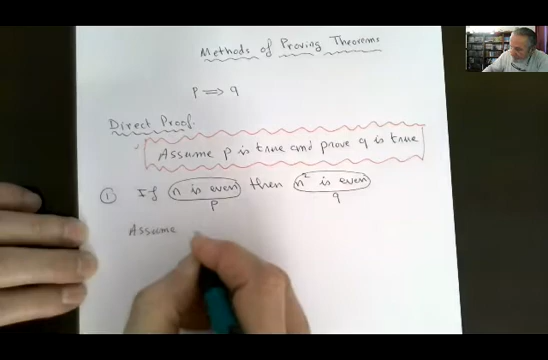 Methods of Proving Theorems
P ⟹ q
Direct Proof.
Assume p is true and prove q is true
① If n is even then n² is even
p q
Assume